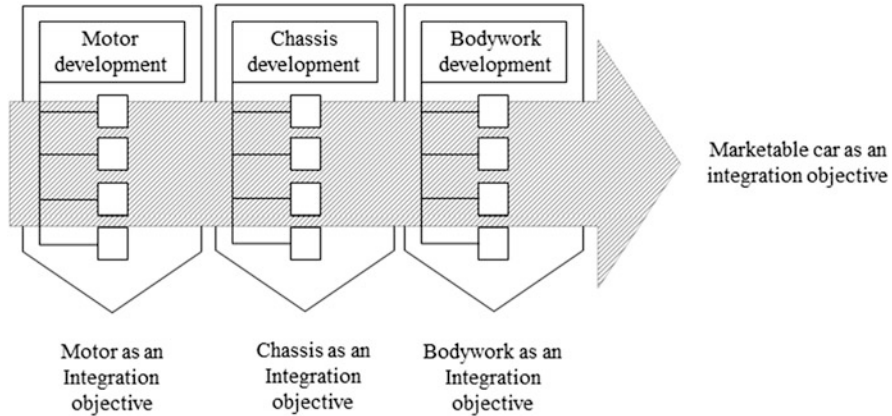 Motor
development
Chassis
development
Bodywork
development
Marketable car as an
integration objective
Motor as an
Integration
objective
Chassis as an
Integration
objective
Bodywork as an
Integration
objective